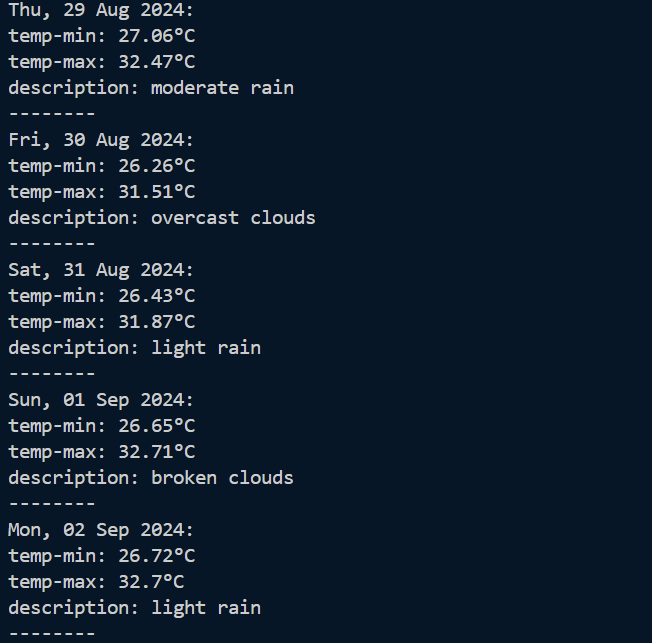 Thu, 29 Aug 2024:
temp-min: 27.06°C
temp-max: 32.47°C
description: moderate rain
--------
Fri, 30 Aug 2024:
temp-min: 26.26°C
temp-max: 31.51°C
description: overcast clouds
--------
Sat, 31 Aug 2024:
temp-min: 26.43°C
temp-max: 31.87°C
description: light rain
--------
Sun, 01 Sep 2024:
temp-min: 26.65°C
temp-max: 32.71°C
description: broken clouds
--------
Mon, 02 Sep 2024:
temp-min: 26.72°C
temp-max: 32.7°C
description: light rain
--------